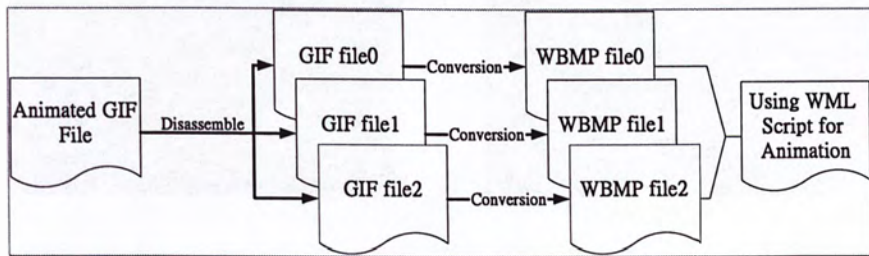 Animated GIF
File
Disassemble
GIF file0
GIF file1
GIF file2
Conversion
Conversion
Conversion
WBMP file0
WBMP file1
WBMP file2
Using WML
Script for
Animation